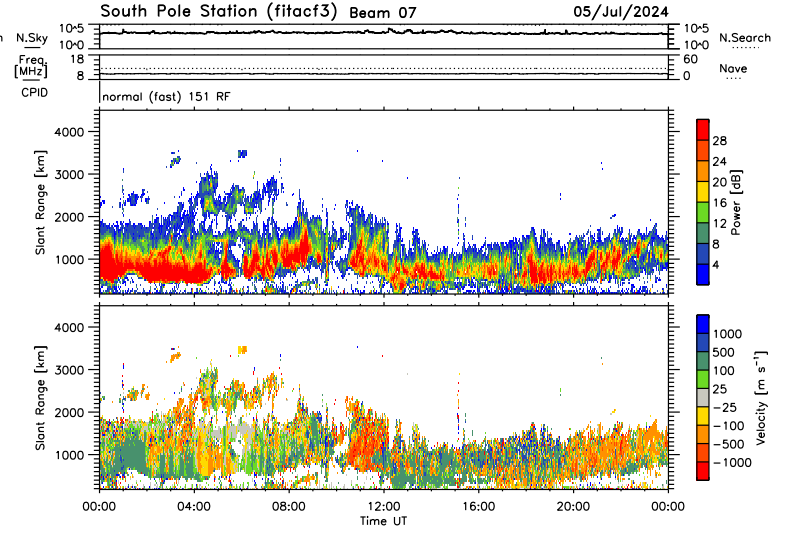 South Pole Station (fitacf3) Beam 07 05/Jul/2024
N.Sky 10^5 10^0 10^5 10^0 N.Search
Freq. [MHz] 18 8 60 0 Nave
CPID normal (fast) 151 RF
Slant Range [km] 4000 3000 2000 1000
28 24 20 16 12 8 4 Power [dB]
Slant Range [km] 4000 3000 2000 1000
1000 500 100 25 -25 -100 -500 -1000 Velocity [m s⁻¹]
00:00 04:00 08:00 12:00 16:00 20:00 00:00
Time UT